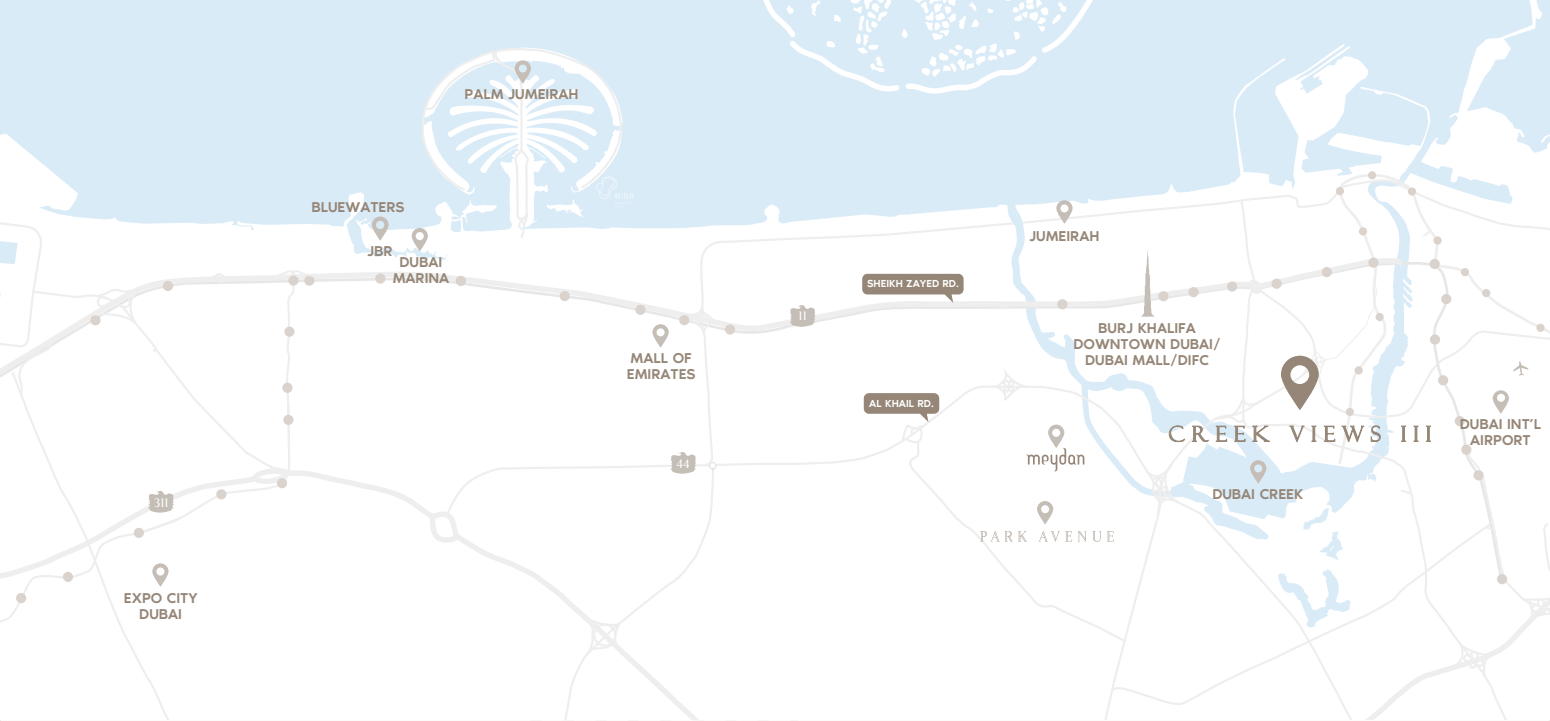 PALM JUMEIRAH
BLUEWATERS
JBR
DUBAI
MARINA
JUMEIRAH
SHEIKH ZAYED RD.
11
BURJ KHALIFA
DOWNTOWN DUBAI/
DUBAI MALL/DIFC
MALL OF
EMIRATES
AL KHAIL RD.
CREEK VIEWS III
DUBAI INT'L
AIRPORT
meydan
44
DUBAI CREEK
311
PARK AVENUE
EXPO CITY
DUBAI